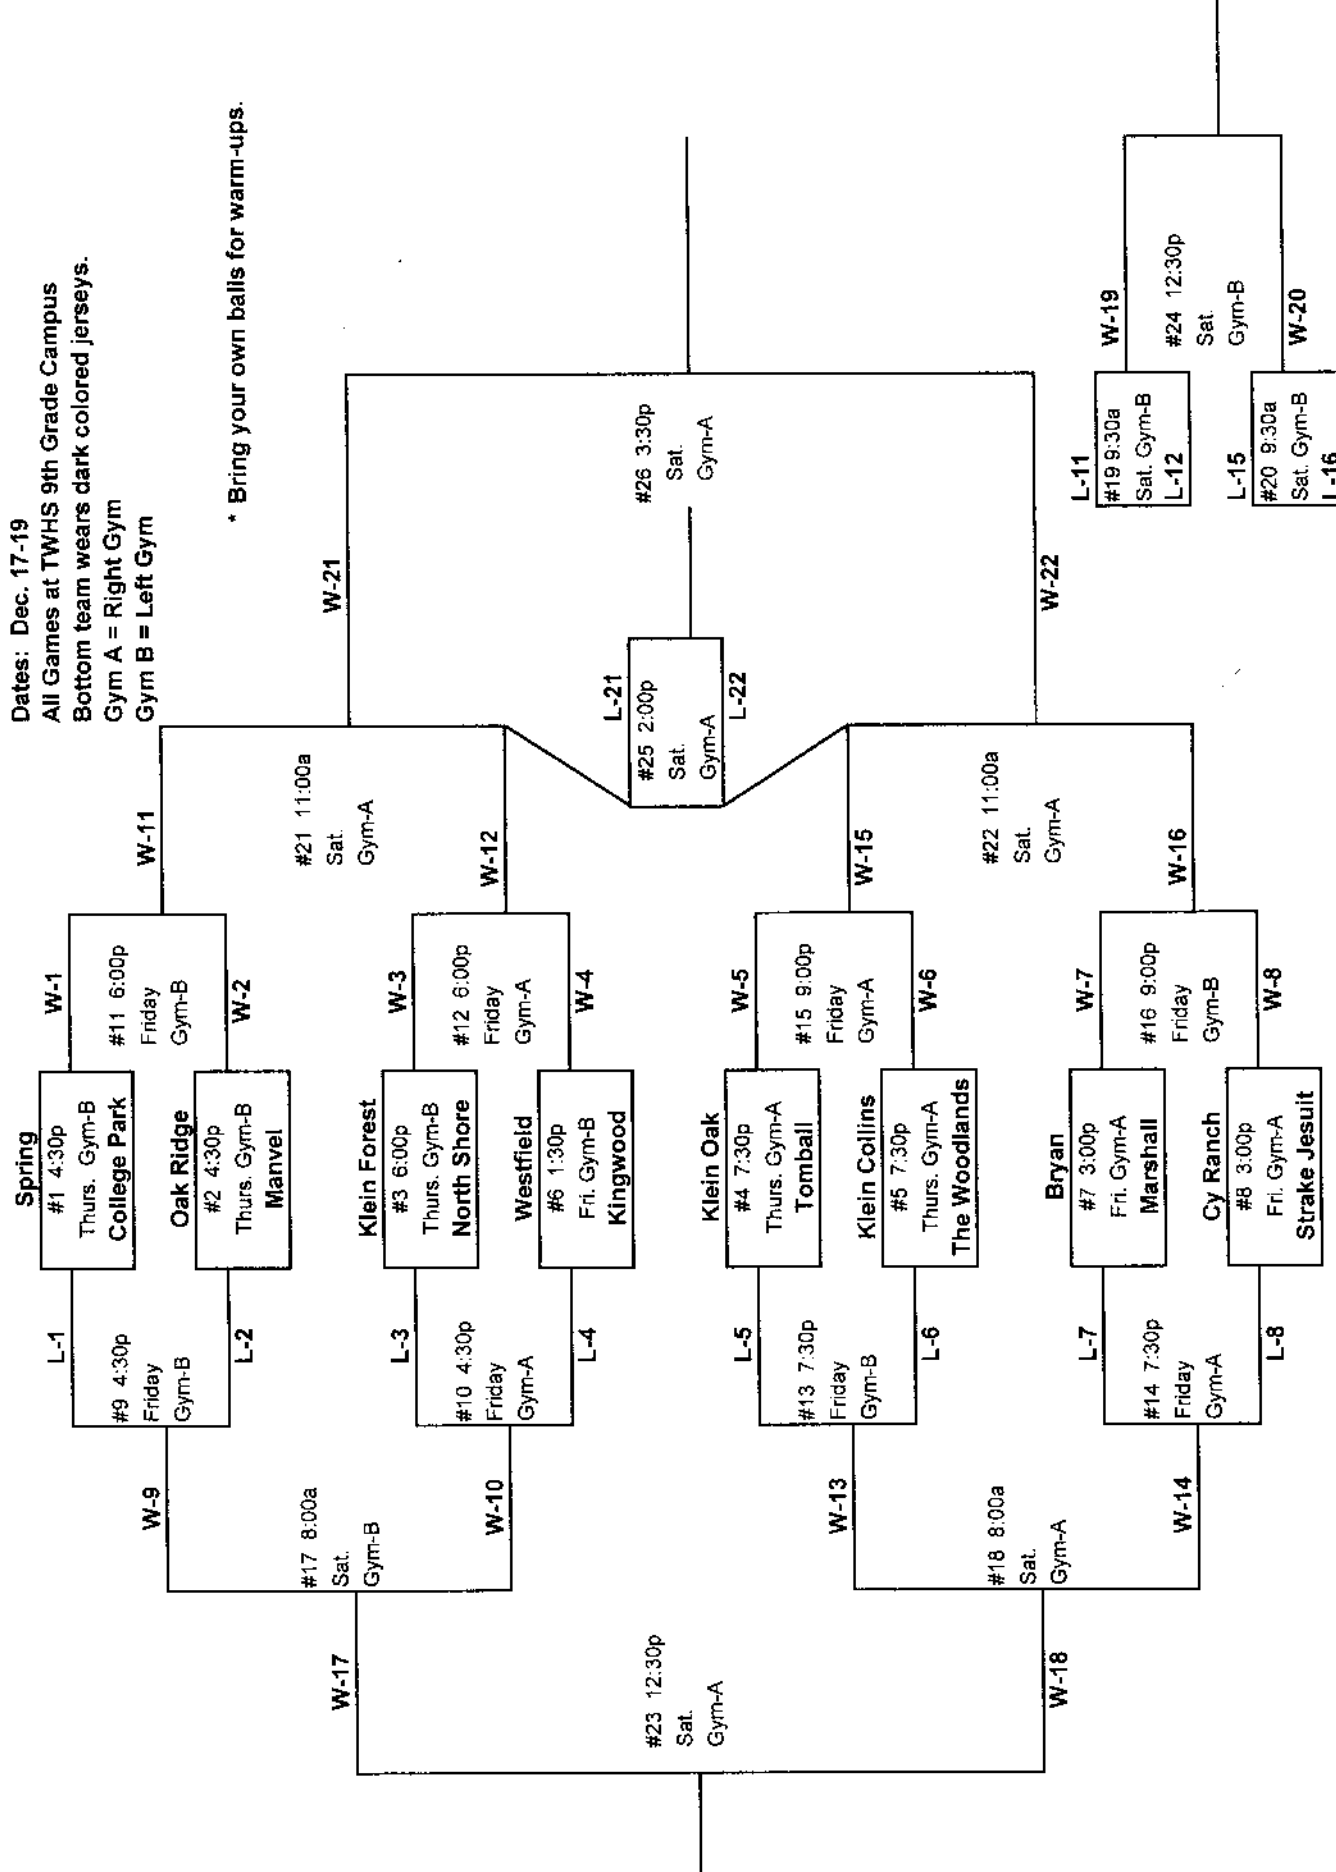 Dates: Dec. 17-19
All Games at TWHS 9th Grade Campus
Bottom team wears dark colored jerseys.
Gym A = Right Gym
Gym B = Left Gym
* Bring your own balls for warm-ups.
Spring
#1 4:30p
Thurs. Gym-B
College Park
Oak Ridge
#2 4:30p
Thurs. Gym-B
Manvel
Klein Forest
#3 6:00p
Thurs. Gym-B
North Shore
Westfield
#6 1:30p
Fri. Gym-B
Kingwood
Klein Oak
#4 7:30p
Thurs. Gym-A
Tomball
Klein Collins
#5 7:30p
Thurs. Gym-A
The Woodlands
Bryan
#7 3:00p
Fri. Gym-A
Marshall
Cy Ranch
#8 3:00p
Fri. Gym-A
Strake Jesuit
L-1
#9 4:30p
Friday
Gym-B
L-2
L-3
#10 4:30p
Friday
Gym-A
L-4
L-5
#13 7:30p
Friday
Gym-B
L-6
L-7
#14 7:30p
Friday
Gym-A
L-8
W-9
#17 8:00a
Sat.
Gym-B
W-10
W-13
#18 8:00a
Sat.
Gym-A
W-14
W-17
#23 12:30p
Sat.
Gym-A
W-18
W-1
#11 6:00p
Friday
Gym-B
W-2
W-3
#12 6:00p
Friday
Gym-A
W-4
W-5
#15 9:00p
Friday
Gym-A
W-6
W-7
#16 9:00p
Friday
Gym-B
W-8
W-11
#21 11:00a
Sat.
Gym-A
W-12
W-15
#22 11:00a
Sat.
Gym-A
W-16
L-21
#25 2:00p
Sat.
Gym-A
L-22
W-21
#26 3:30p
Sat.
Gym-A
W-22
L-11
#19 9:30a
Sat. Gym-B
L-12
L-15
#20 9:30a
Sat. Gym-B
L-16
W-19
#24 12:30p
Sat.
Gym-B
W-20